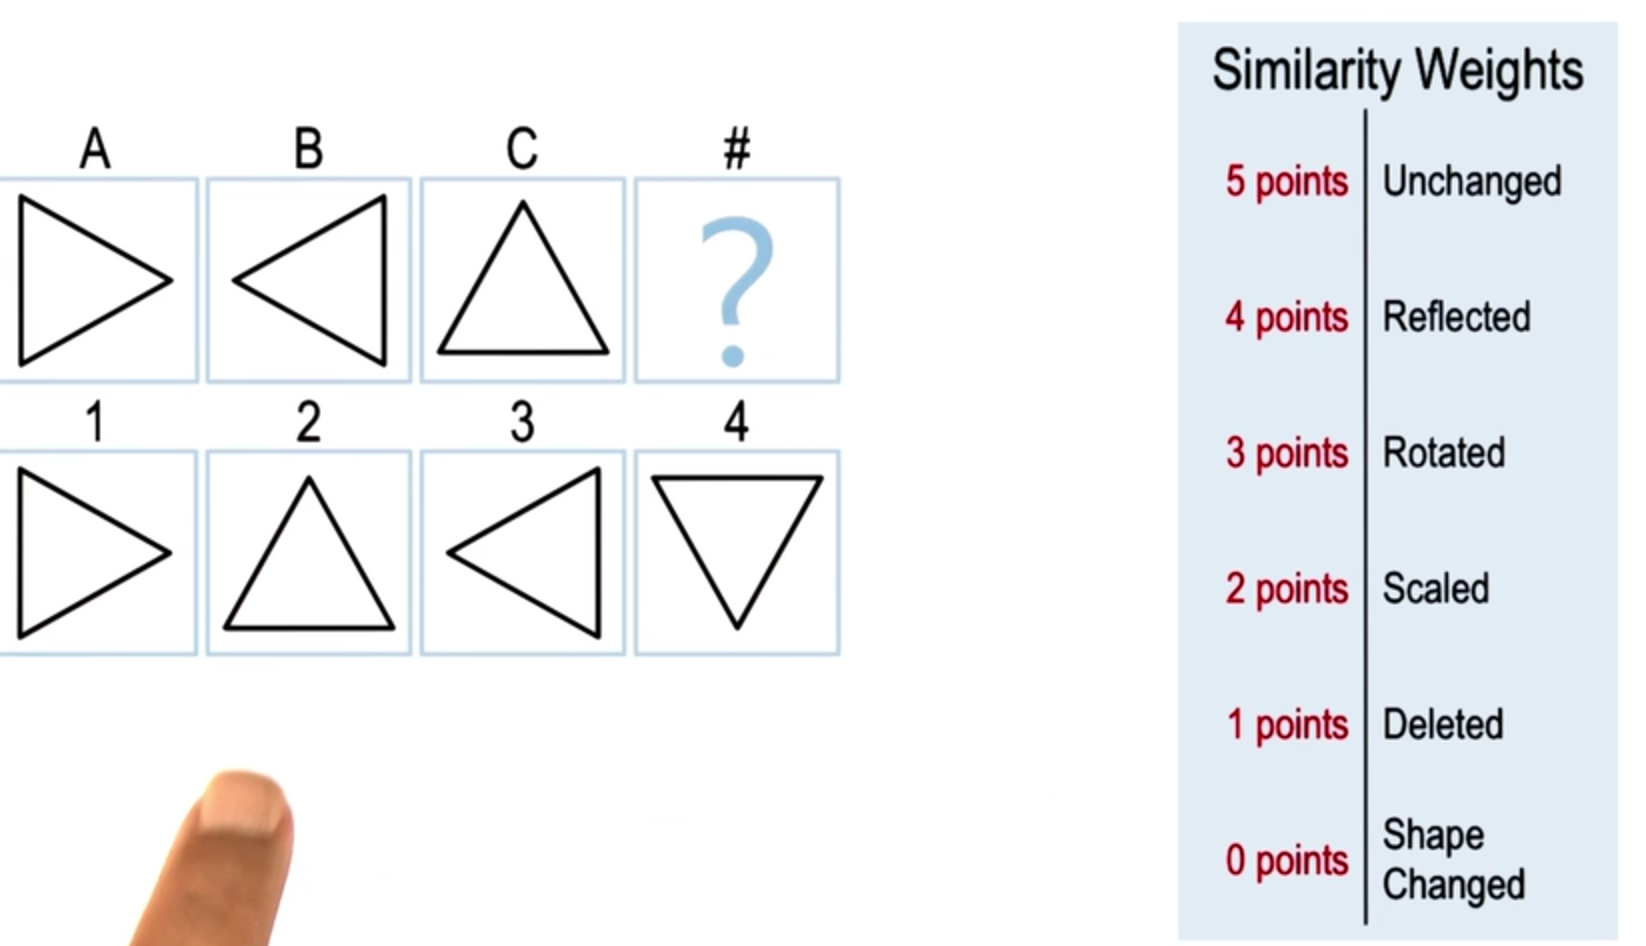 Similarity Weights
A B C #
?
1 2 3 4
5 points Unchanged
4 points Reflected
3 points Rotated
2 points Scaled
1 points Deleted
0 points Shape
Changed